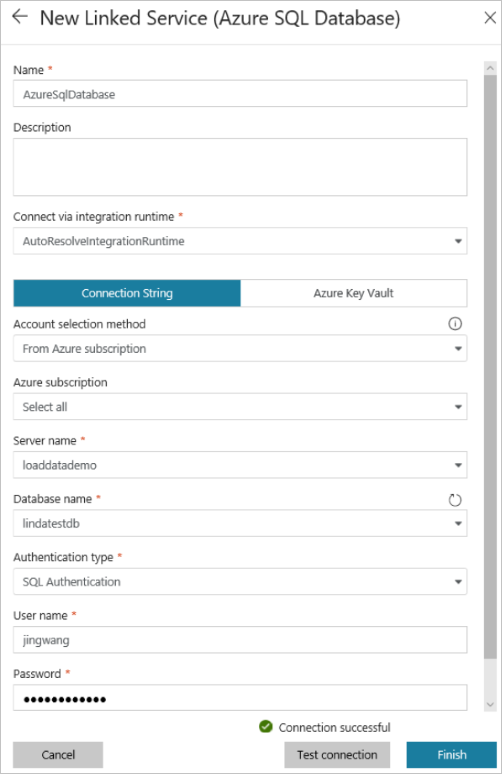 New Linked Service (Azure SQL Database)
Name *
AzureSqlDatabase
Description
Connect via integration runtime *
AutoResolveIntegrationRuntime
Connection String
Azure Key Vault
Account selection method
From Azure subscription
Azure subscription
Select all
Server name *
loaddatademo
Database name *
lindatestdb
Authentication type *
SQL Authentication
User name *
jingwang
Password *
●●●●●●●●●●●●
Connection successful
Cancel
Test connection
Finish